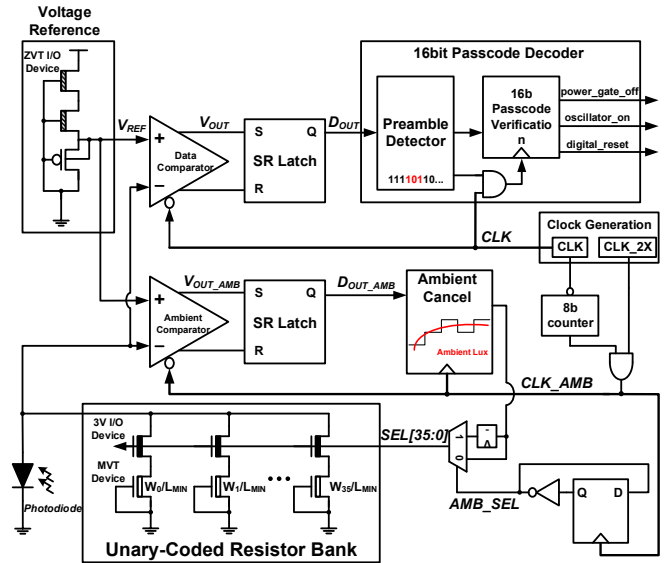 Voltage
Reference
ZVT I/O
Device
16bit Passcode Decoder
VREF
VOUT
DOUT
+
−
Data
Comparator
S
Q
SR Latch
R
Preamble
Detector
11110110...
16b
Passcode
Verificatio
n
power_gate_off
oscillator_on
digital_reset
CLK
Clock Generation
CLK
CLK_2X
8b
counter
VOUT_AMB
DOUT_AMB
+
−
Ambient
Comparator
S
Q
SR Latch
R
Ambient
Cancel
Ambient Lux
CLK_AMB
3V I/O
Device
MVT
Device
W0/LMIN
W1/LMIN
W35/LMIN
SEL[35:0]
1
0
-1
AMB_SEL
Q
D
Photodiode
Unary-Coded Resistor Bank